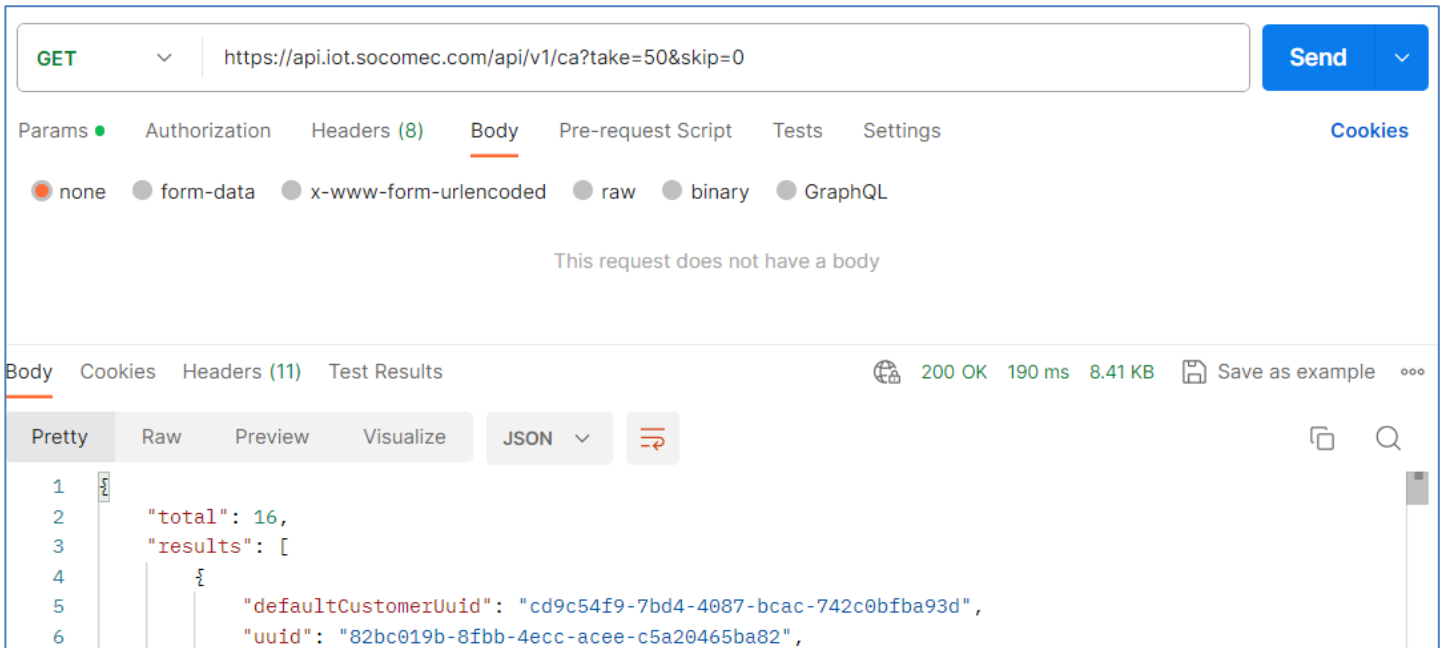 GET https://api.iot.socomec.com/api/v1/ca?take=50&skip=0 Send
Params Authorization Headers (8) Body Pre-request Script Tests Settings Cookies
none form-data x-www-form-urlencoded raw binary GraphQL
This request does not have a body
Body Cookies Headers (11) Test Results 200 OK 190 ms 8.41 KB Save as example
Pretty Raw Preview Visualize JSON
1 {
2 "total": 16,
3 "results": [
4 {
5 "defaultCustomerUuid": "cd9c54f9-7bd4-4087-bcac-742c0bfba93d",
6 "uuid": "82bc019b-8fbb-4ecc-acee-c5a20465ba82",